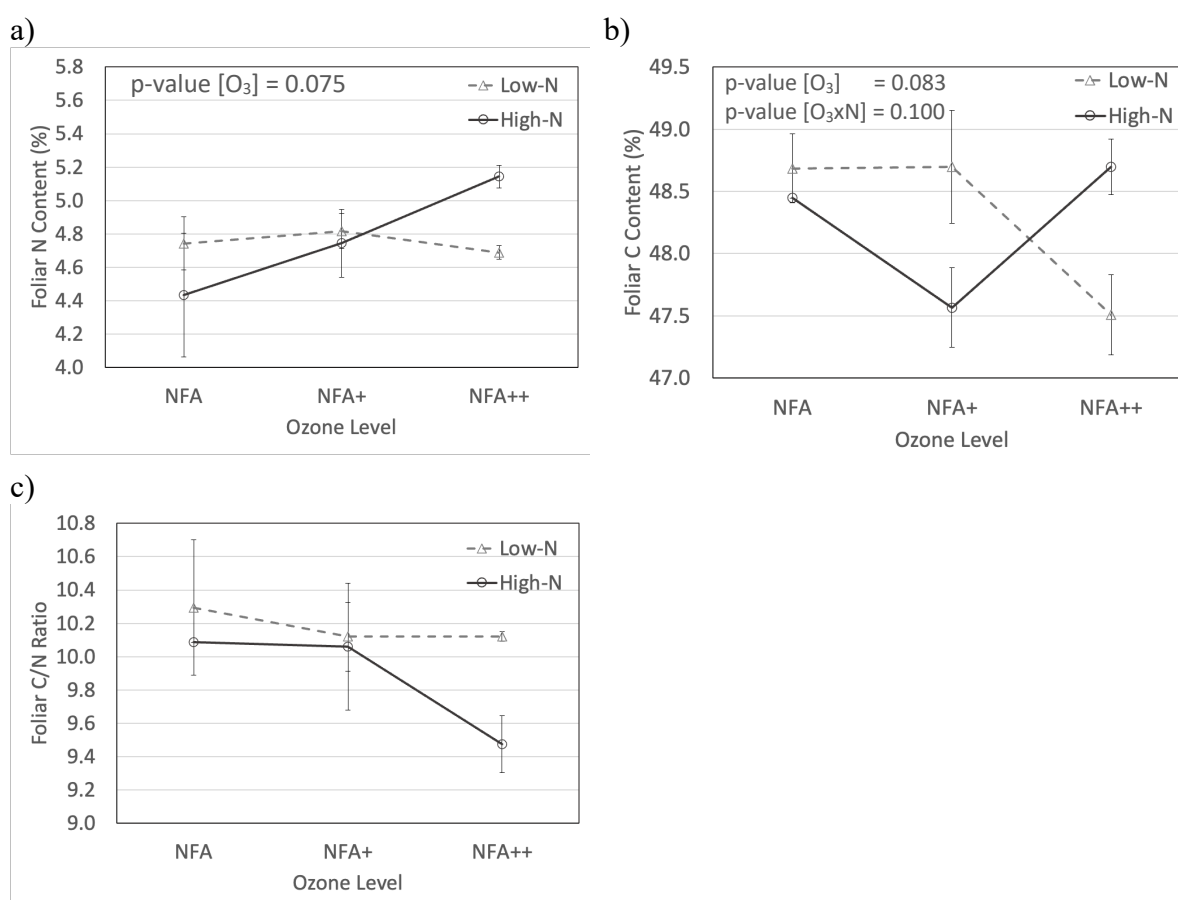 a)
Foliar N Content (%)
5.8
5.6
5.4
5.2
5.0
4.8
4.6
4.4
4.2
4.0
p-value [O₃] = 0.075
Low-N
High-N
NFA NFA+ NFA++
Ozone Level
b)
Foliar C Content (%)
49.5
49.0
48.5
48.0
47.5
47.0
p-value [O₃] = 0.083
p-value [O₃xN] = 0.100
Low-N
High-N
NFA NFA+ NFA++
Ozone Level
c)
Foliar C/N Ratio
10.8
10.6
10.4
10.2
10.0
9.8
9.6
9.4
9.2
9.0
Low-N
High-N
NFA NFA+ NFA++
Ozone Level